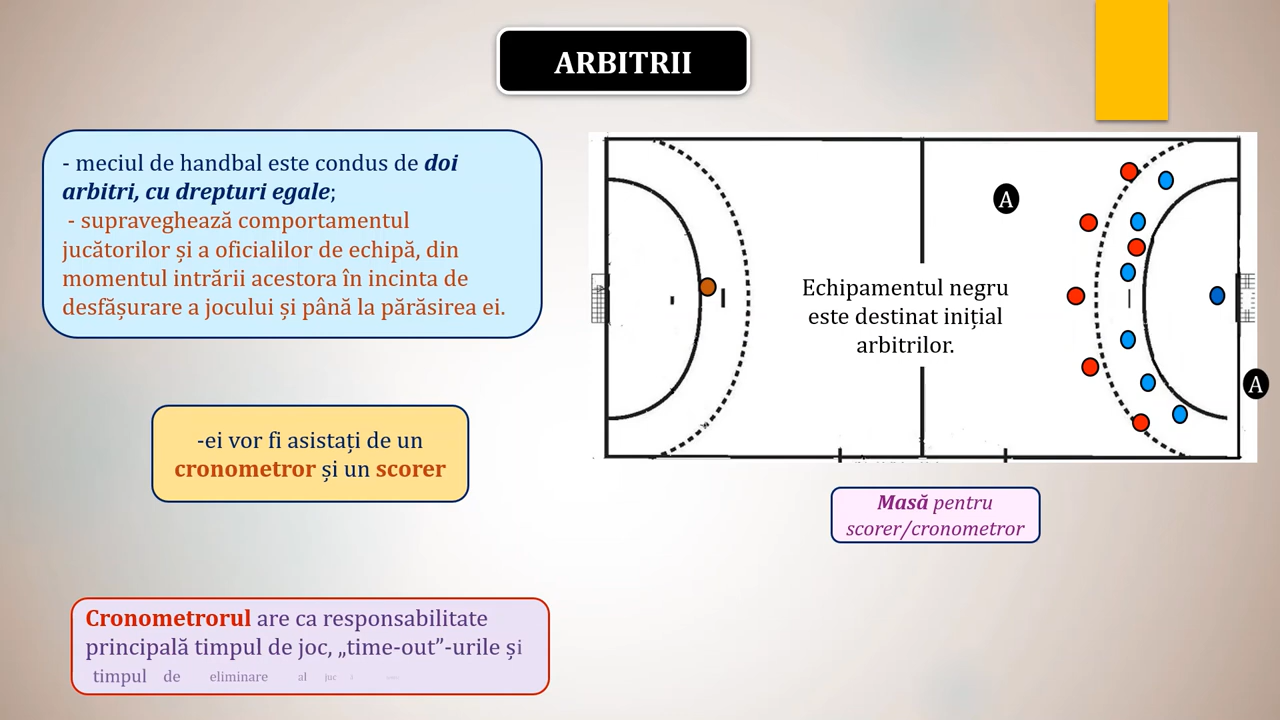 ARBITRII
- meciul de handbal este condus de doi
arbitri, cu drepturi egale;
- supraveghează comportamentul
jucătorilor și a oficialilor de echipă, din
momentul intrării acestora în incinta de
desfășurare a jocului și până la părăsirea ei.
A
Echipamentul negru
este destinat inițial
arbitrilor.
A
-ei vor fi asistați de un
cronometror și un scorer
Masă pentru
scorer/cronometror
Cronometrorul are ca responsabilitate
principală timpul de joc, „time-out”-urile și
timpul de eliminare al